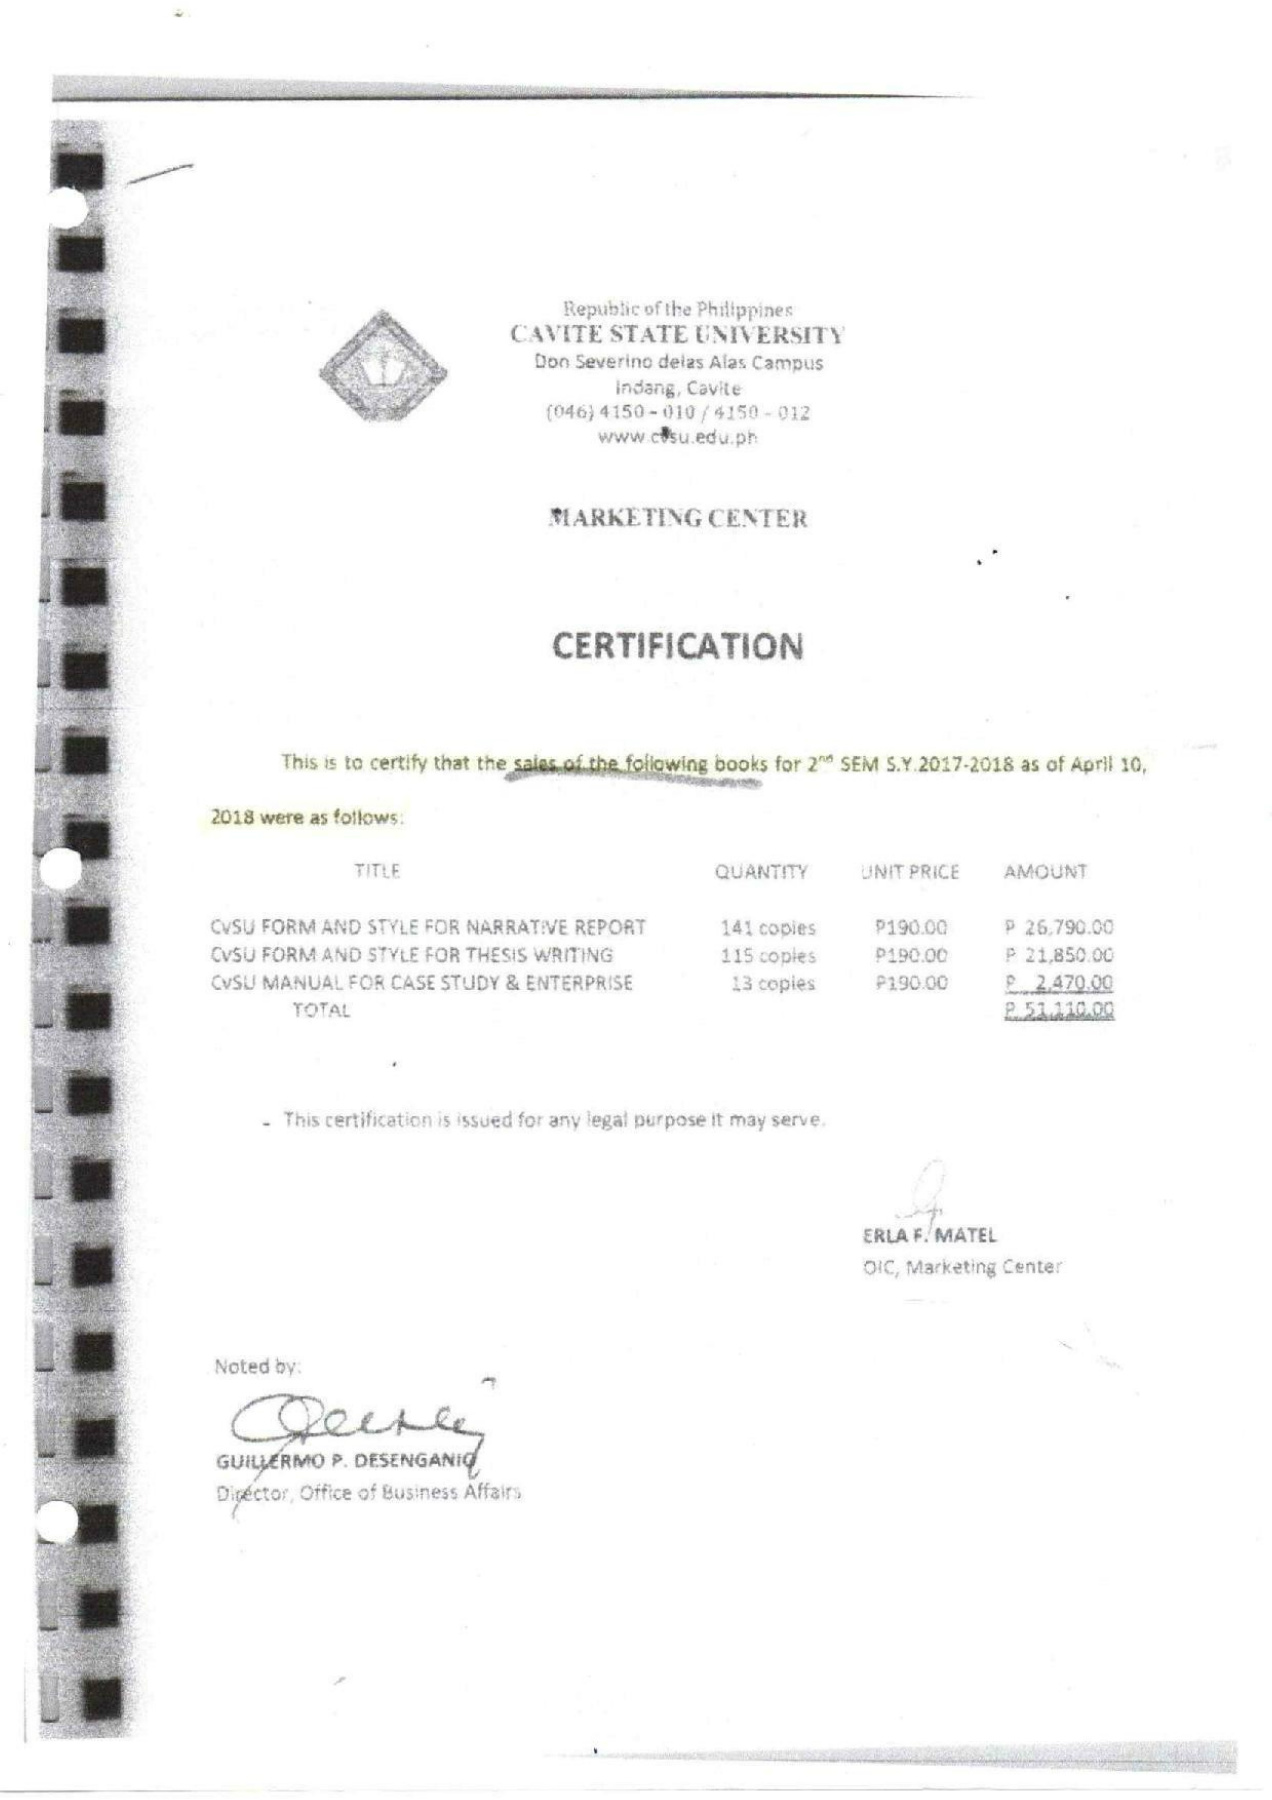 Republic of the Philippines
CAVITE STATE UNIVERSITY
Don Severino delas Alas Campus
Indang, Cavite
(046) 4150 - 010 / 4150 - 012
www.cvsu.edu.ph
MARKETING CENTER
CERTIFICATION
This is to certify that the sales of the following books for 2nd SEM S.Y.2017-2018 as of April 10,
2018 were as follows:
TITLE QUANTITY UNIT PRICE AMOUNT
CvSU FORM AND STYLE FOR NARRATIVE REPORT 141 copies P190.00 P 26,790.00
CvSU FORM AND STYLE FOR THESIS WRITING 115 copies P190.00 P 21,850.00
CvSU MANUAL FOR CASE STUDY & ENTERPRISE 13 copies P190.00 P 2,470.00
TOTAL P 51,110.00
This certification is issued for any legal purpose it may serve.
ERLA F. MATEL
OIC, Marketing Center
Noted by:
GUILLERMO P. DESENGANIO
Director, Office of Business Affairs